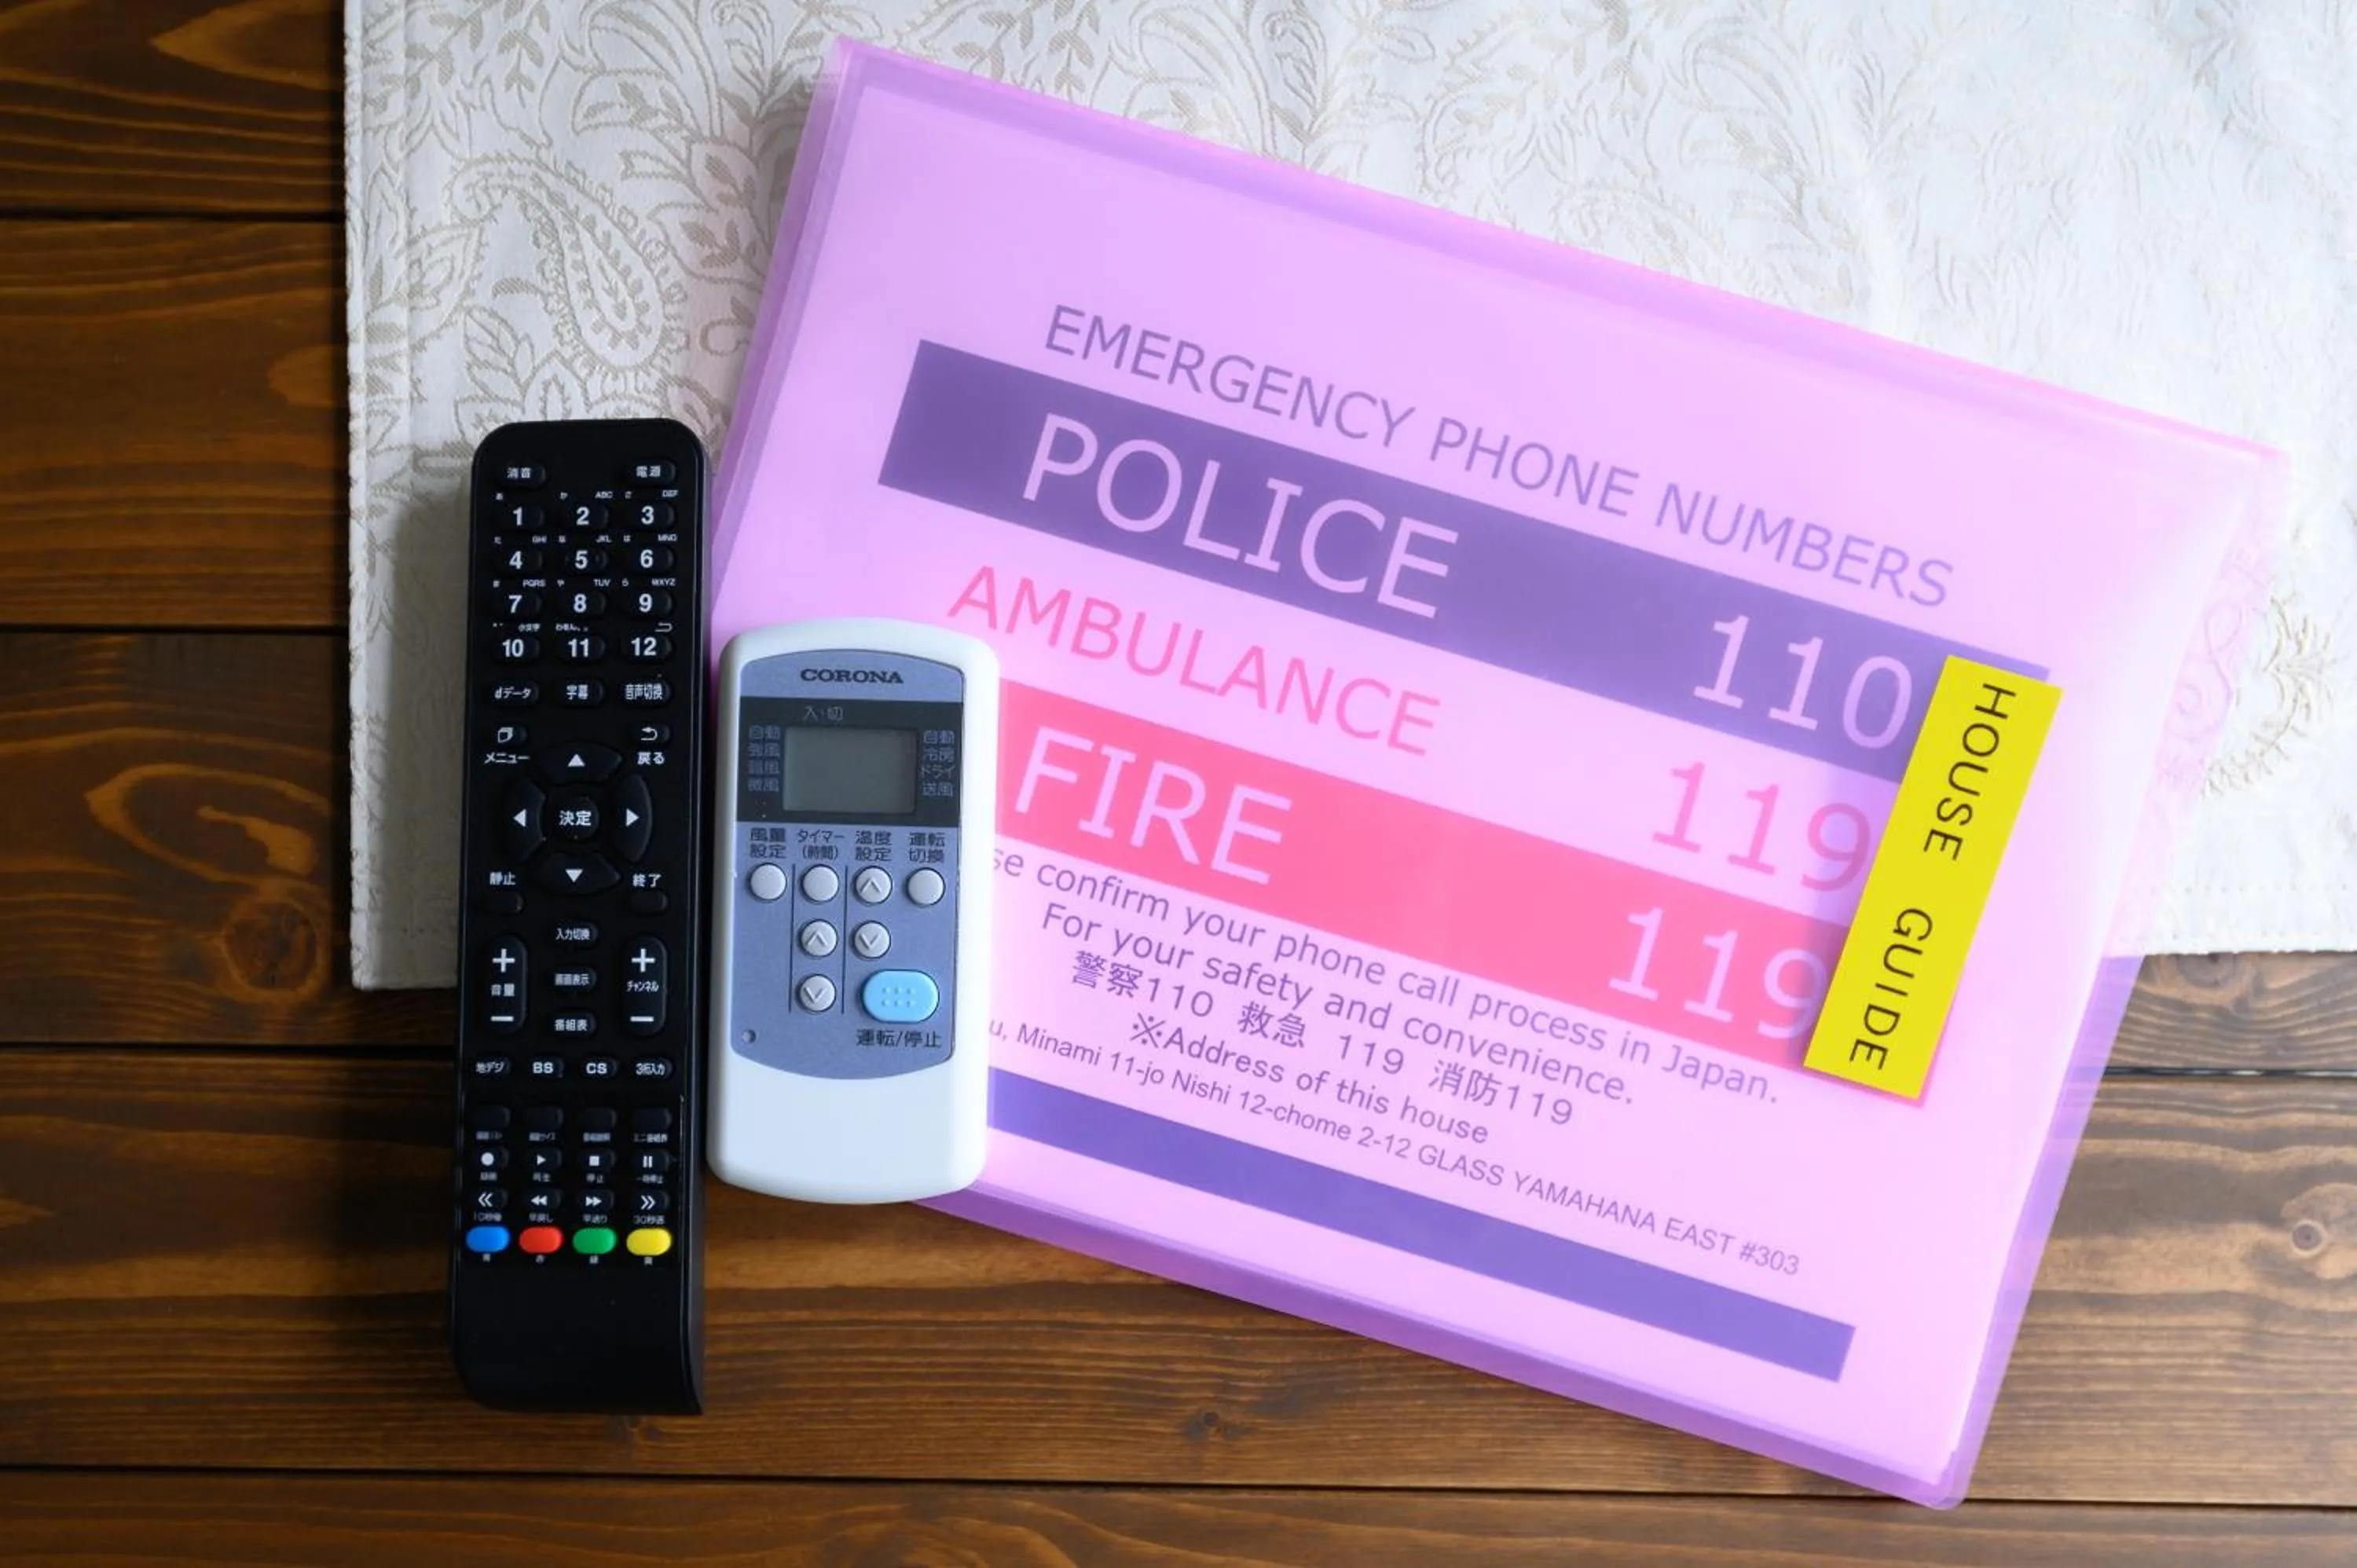 消音 電源
ABC DEF
1 2 3
GHI JKL MNO
4 5 6
PQRS TUV WXYZ
7 8 9
10 11 12
dデータ 字幕 音声切換
メニュー 戻る
決定
静止 終了
入力切換
+ +
音量 画面表示 チャンネル
番組表
地デジ BS CS 3桁入力
CORONA
入・切
自動 自動
強風 冷房
弱風 ドライ
微風 送風
風量設定 タイマー(時間) 温度設定 運転切換
運転/停止
EMERGENCY PHONE NUMBERS
POLICE 110
AMBULANCE 119
FIRE 119
se confirm your phone call process in Japan.
For your safety and convenience.
警察110 救急 119 消防119
※Address of this house
u, Minami 11-jo Nishi 12-chome 2-12 GLASS YAMAHANA EAST #303
HOUSE GUIDE